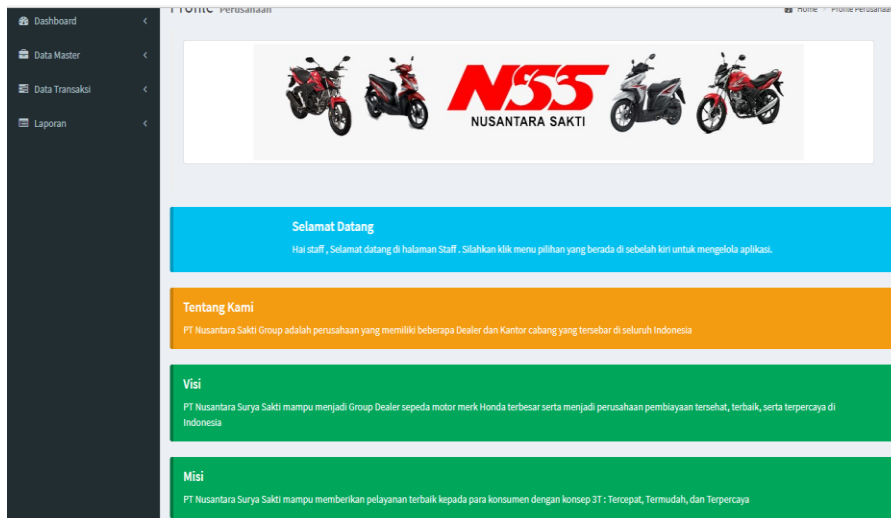 Dashboard
Profile Perusahaan
Home > Profile Perusahaan
Data Master
Data Transaksi
Laporan
NSS
NUSANTARA SAKTI
Selamat Datang
Hai staff , Selamat datang di halaman Staff . Silahkan klik menu pilihan yang berada di sebelah kiri untuk mengelola aplikasi.
Tentang Kami
PT Nusantara Sakti Group adalah perusahaan yang memiliki beberapa Dealer dan Kantor cabang yang tersebar di seluruh Indonesia
Visi
PT Nusantara Surya Sakti mampu menjadi Group Dealer sepeda motor merk Honda terbesar serta menjadi perusahaan pembiayaan tersehat, terbaik, serta terpercaya di
Indonesia
Misi
PT Nusantara Surya Sakti mampu memberikan pelayanan terbaik kepada para konsumen dengan konsep 3T : Tercepat, Termudah, dan Terpercaya